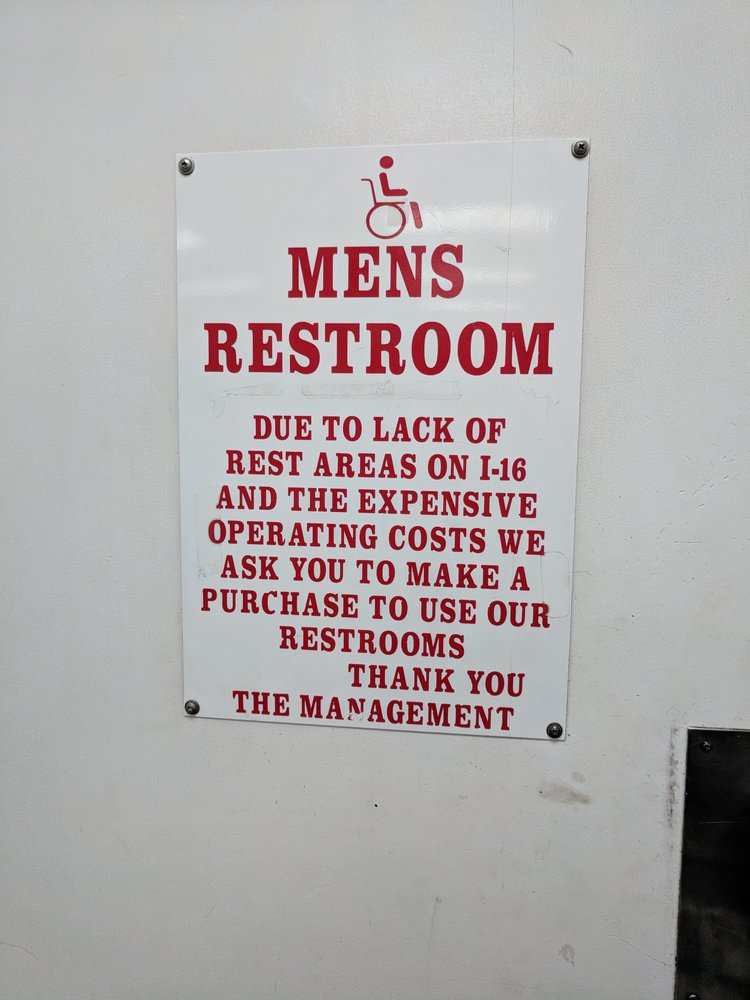 MENS
RESTROOM
DUE TO LACK OF
REST AREAS ON I-16
AND THE EXPENSIVE
OPERATING COSTS WE
ASK YOU TO MAKE A
PURCHASE TO USE OUR
RESTROOMS
THANK YOU
THE MANAGEMENT